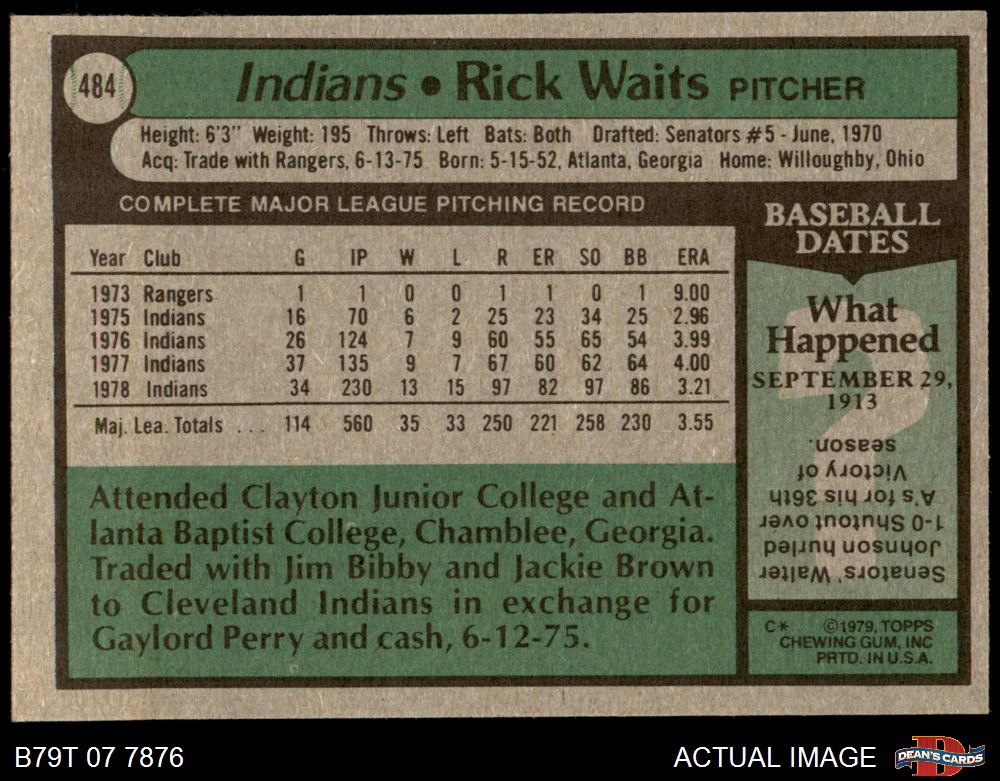 484
Indians • Rick Waits PITCHER
Height: 6'3" Weight: 195 Throws: Left Bats: Both Drafted: Senators #5 - June, 1970
Acq: Trade with Rangers, 6-13-75 Born: 5-15-52, Atlanta, Georgia Home: Willoughby, Ohio
COMPLETE MAJOR LEAGUE PITCHING RECORD
Year Club G IP W L R ER SO BB ERA
1973 Rangers 1 1 0 0 1 1 0 1 9.00
1975 Indians 16 70 6 2 25 23 34 25 2.96
1976 Indians 26 124 7 9 60 55 65 54 3.99
1977 Indians 37 135 9 7 67 60 62 64 4.00
1978 Indians 34 230 13 15 97 82 97 86 3.21
Maj. Lea. Totals ... 114 560 35 33 250 221 258 230 3.55
Attended Clayton Junior College and At-
lanta Baptist College, Chamblee, Georgia.
Traded with Jim Bibby and Jackie Brown
to Cleveland Indians in exchange for
Gaylord Perry and cash, 6-12-75.
BASEBALL
DATES
What
Happened
SEPTEMBER 29,
1913
Senators' Walter
Johnson hurled
1-0 Shutout over
A's for his 36th
Victory of
season.
C* ©1979, TOPPS
CHEWING GUM, INC
PRTD. IN U.S.A.
B79T 07 7876
ACTUAL IMAGE
DEAN'S CARDS